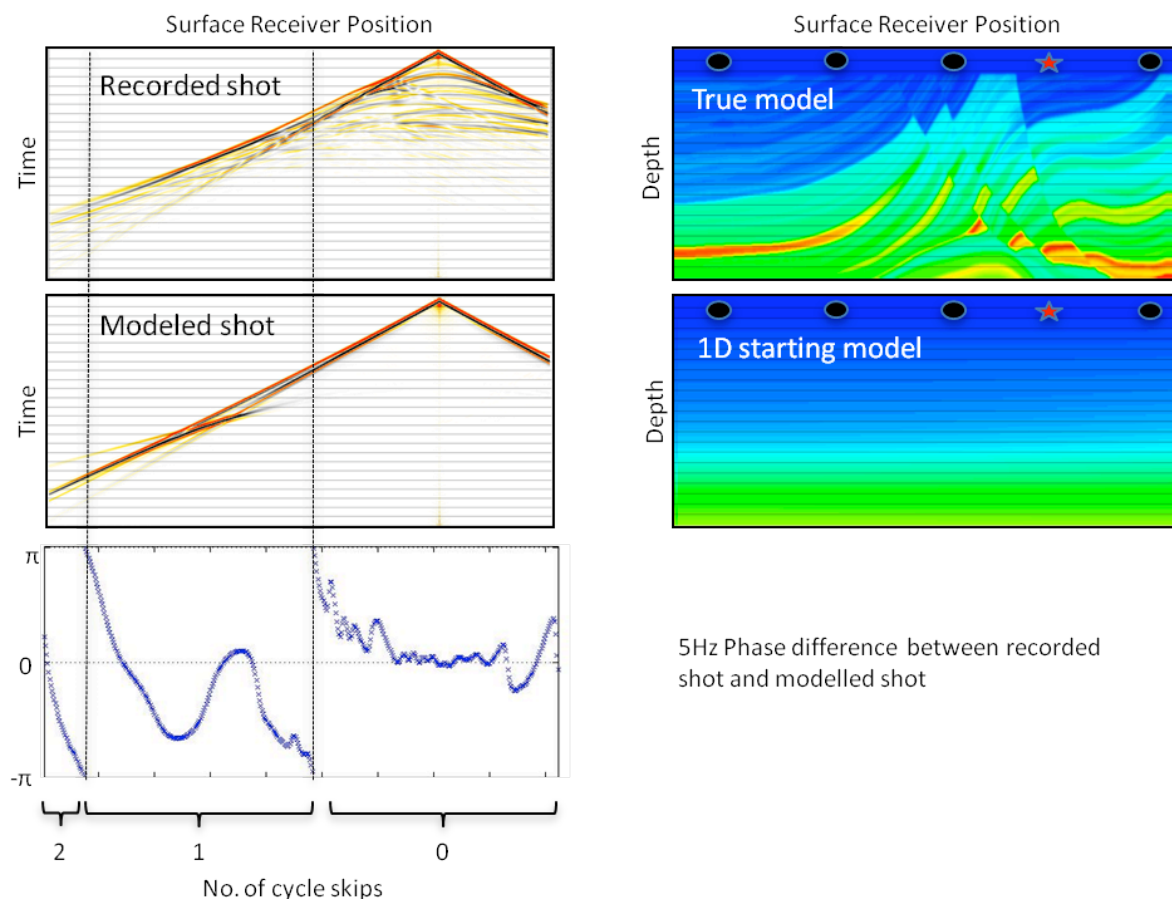 Surface Receiver Position
Recorded shot
Time
Modeled shot
Time
π
0
-π
2
1
0
No. of cycle skips
Surface Receiver Position
True model
Depth
1D starting model
Depth
5Hz Phase difference between recorded
shot and modelled shot